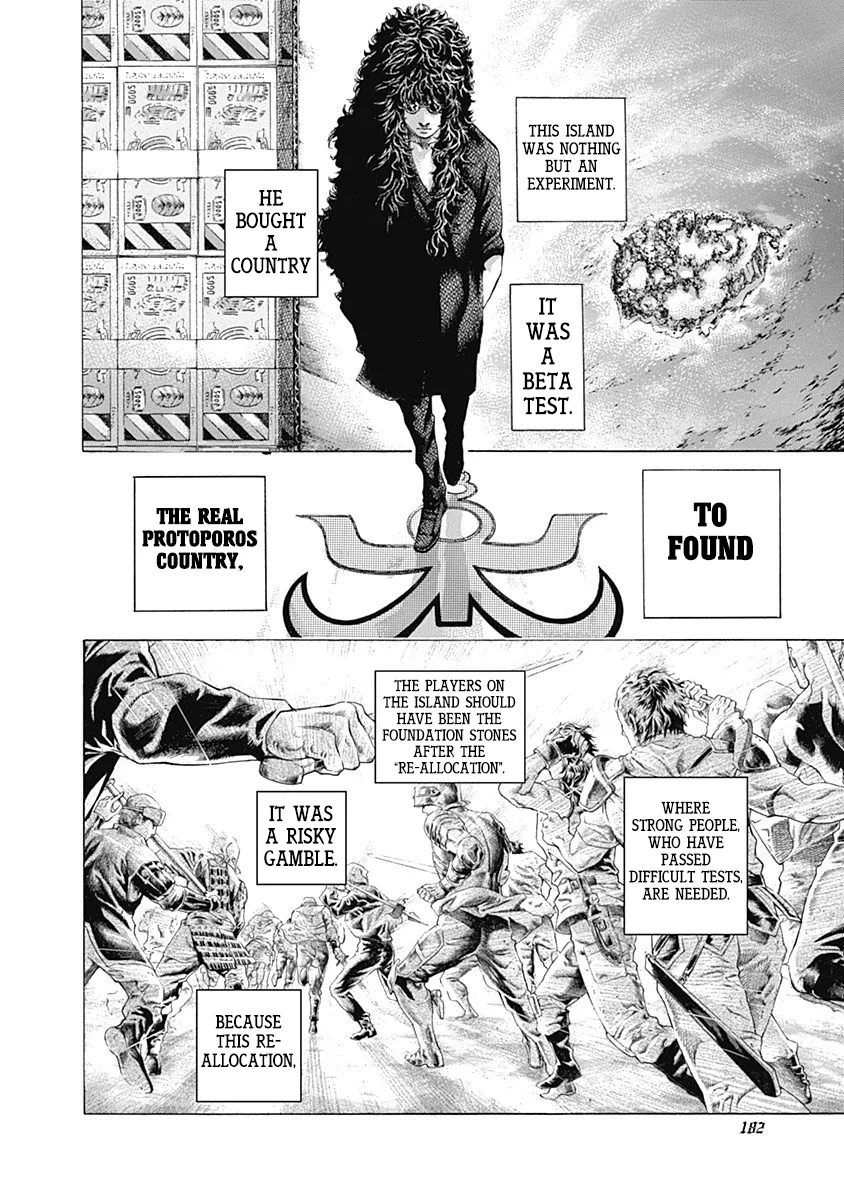 THIS ISLAND
WAS NOTHING
BUT AN
EXPERIMENT.
IT
WAS
A
BETA
TEST.
HE
BOUGHT
A
COUNTRY
TO
FOUND
THE REAL
PROTOPOROS
COUNTRY,
THE PLAYERS ON
THE ISLAND SHOULD
HAVE BEEN THE
FOUNDATION STONES
AFTER THE
“RE-ALLOCATION”.
WHERE
STRONG PEOPLE,
WHO HAVE
PASSED
DIFFICULT TESTS,
ARE NEEDED.
IT WAS
A RISKY
GAMBLE.
BECAUSE
THIS RE-
ALLOCATION,
182